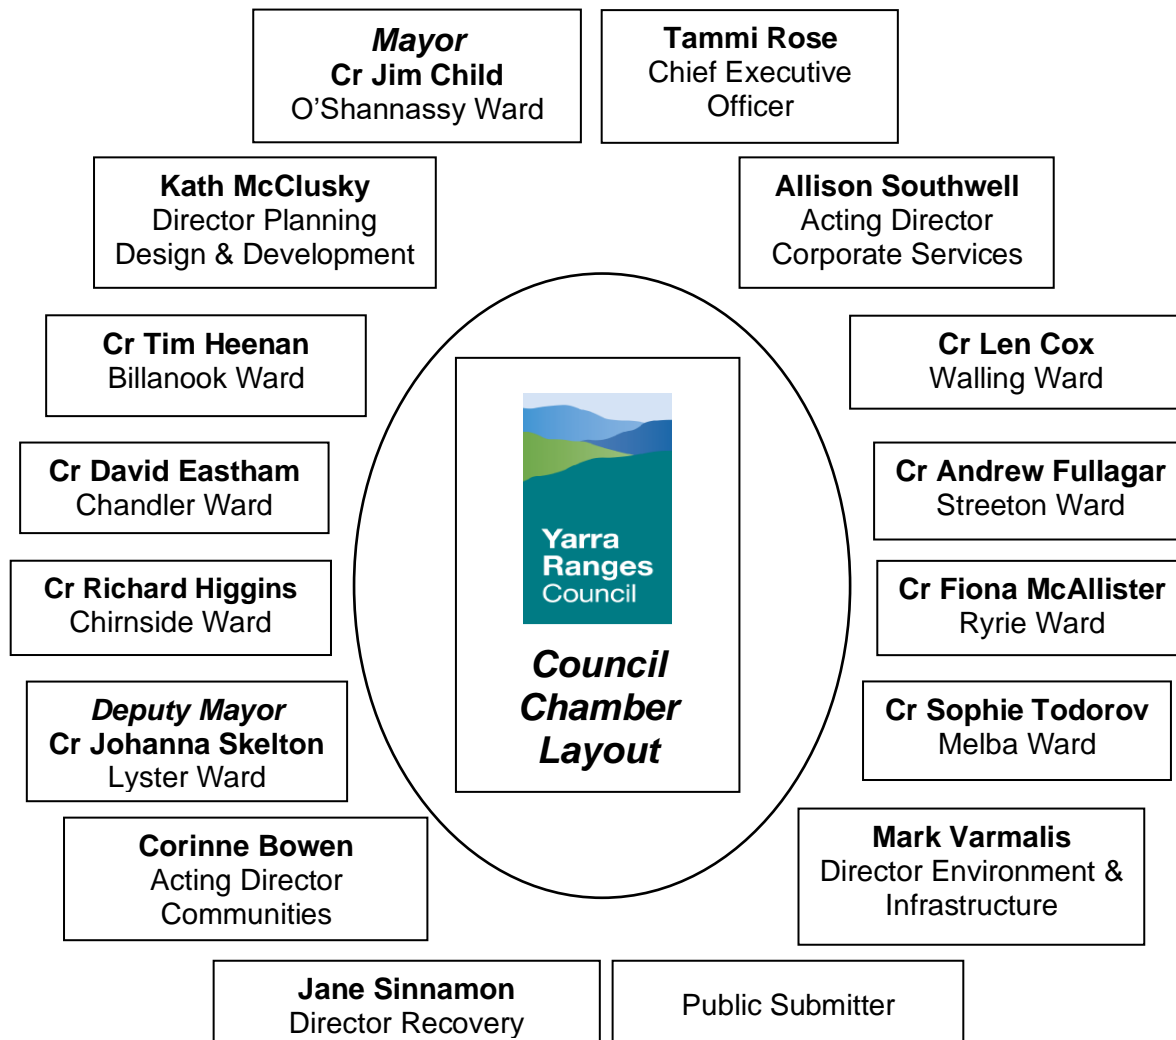 Mayor
Cr Jim Child
O’Shannassy Ward
Tammi Rose
Chief Executive
Officer
Kath McClusky
Director Planning
Design & Development
Allison Southwell
Acting Director
Corporate Services
Cr Tim Heenan
Billanook Ward
Cr Len Cox
Walling Ward
Cr David Eastham
Chandler Ward
Cr Andrew Fullagar
Streeton Ward
Cr Richard Higgins
Chirnside Ward
Cr Fiona McAllister
Ryrie Ward
Deputy Mayor
Cr Johanna Skelton
Lyster Ward
Cr Sophie Todorov
Melba Ward
Corinne Bowen
Acting Director
Communities
Mark Varmalis
Director Environment &
Infrastructure
Jane Sinnamon
Director Recovery
Public Submitter
Yarra
Ranges
Council
Council
Chamber
Layout